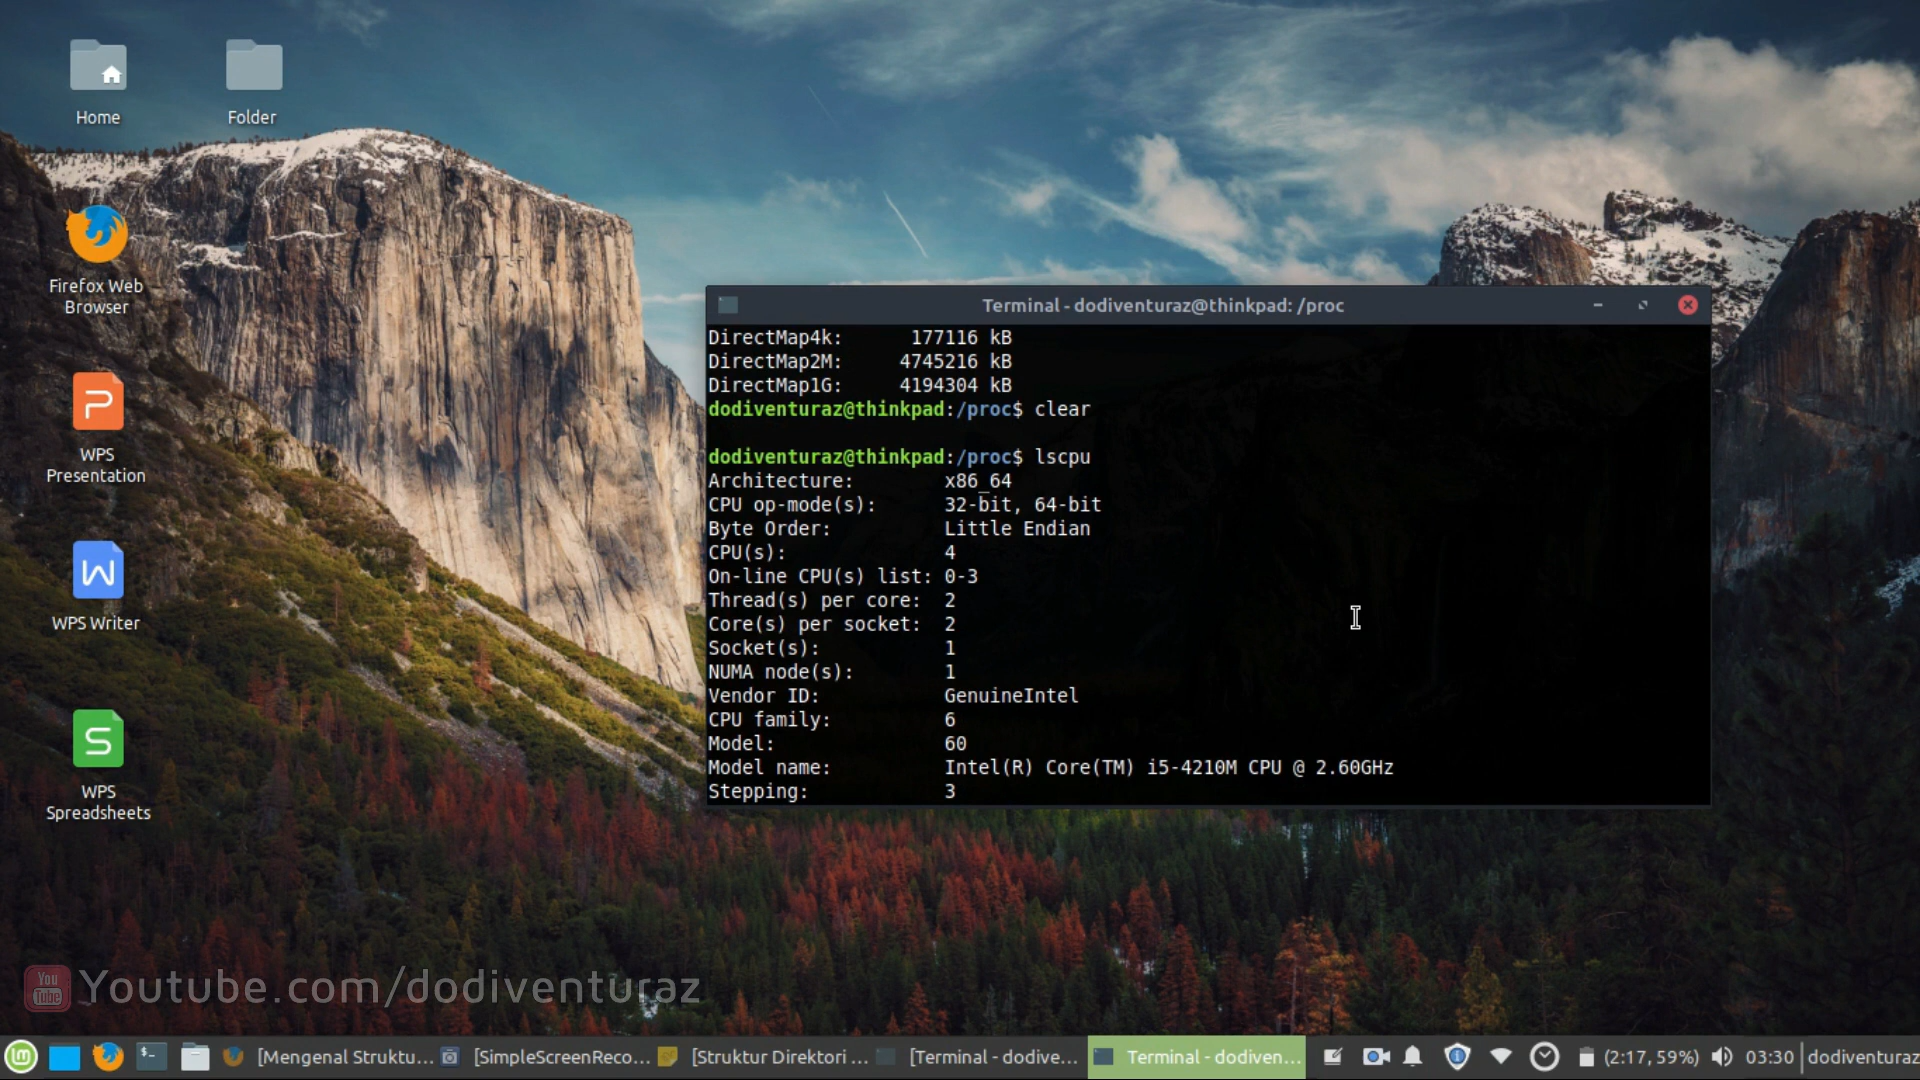 Home
Folder
Firefox Web
Browser
WPS
Presentation
WPS Writer
WPS
Spreadsheets
Terminal - dodiventuraz@thinkpad: /proc
DirectMap4k:      177116 kB
DirectMap2M:     4745216 kB
DirectMap1G:     4194304 kB
dodiventuraz@thinkpad:/proc$ clear
dodiventuraz@thinkpad:/proc$ lscpu
Architecture:        x86_64
CPU op-mode(s):      32-bit, 64-bit
Byte Order:          Little Endian
CPU(s):              4
On-line CPU(s) list: 0-3
Thread(s) per core:  2
Core(s) per socket:  2
Socket(s):           1
NUMA node(s):        1
Vendor ID:           GenuineIntel
CPU family:          6
Model:               60
Model name:          Intel(R) Core(TM) i5-4210M CPU @ 2.60GHz
Stepping:            3
You Tube Youtube.com/dodiventuraz
[Mengenal Struktu... [SimpleScreenReco... [Struktur Direktori ... [Terminal - dodive... Terminal - dodiven... (2:17, 59%) 03:30 dodiventuraz